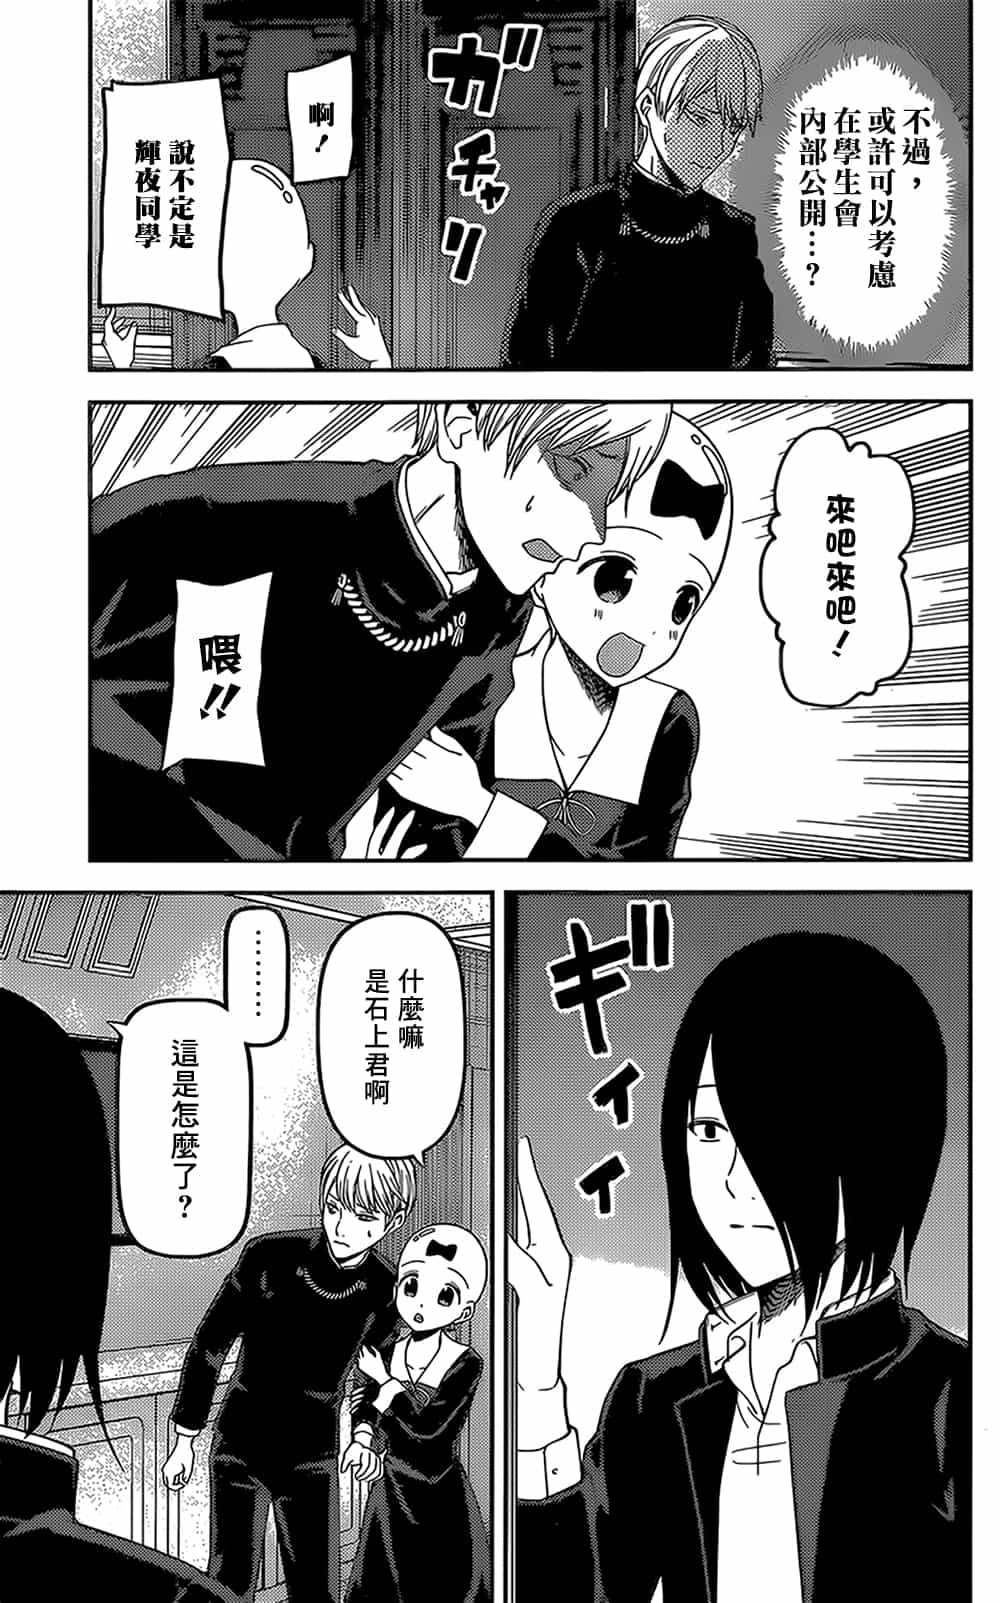 不過，
或許可以考慮
在學生會
內部公開…？
ガチャリ
啊！
說不定是
輝夜同學
來吧來吧！
喂！！
ギィィ
什麼嘛
是石上君啊
………
這是怎麼了？